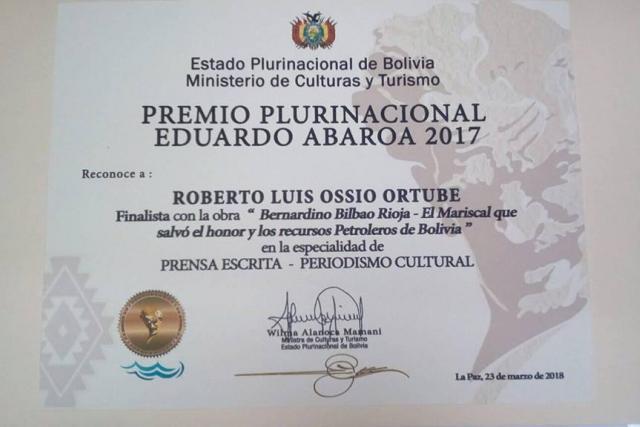 Estado Plurinacional de Bolivia
Ministerio de Culturas y Turismo
PREMIO PLURINACIONAL
EDUARDO ABAROA 2017
Reconoce a :
ROBERTO LUIS OSSIO ORTUBE
Finalista con la obra “ Bernardino Bilbao Rioja - El Mariscal que
salvó el honor y los recursos Petroleros de Bolivia ”
en la especialidad de
PRENSA ESCRITA - PERIODISMO CULTURAL
Wilma Alanoca Mamani
Ministra de Culturas y Turismo
Estado Plurinacional de Bolivia
La Paz, 23 de marzo de 2018